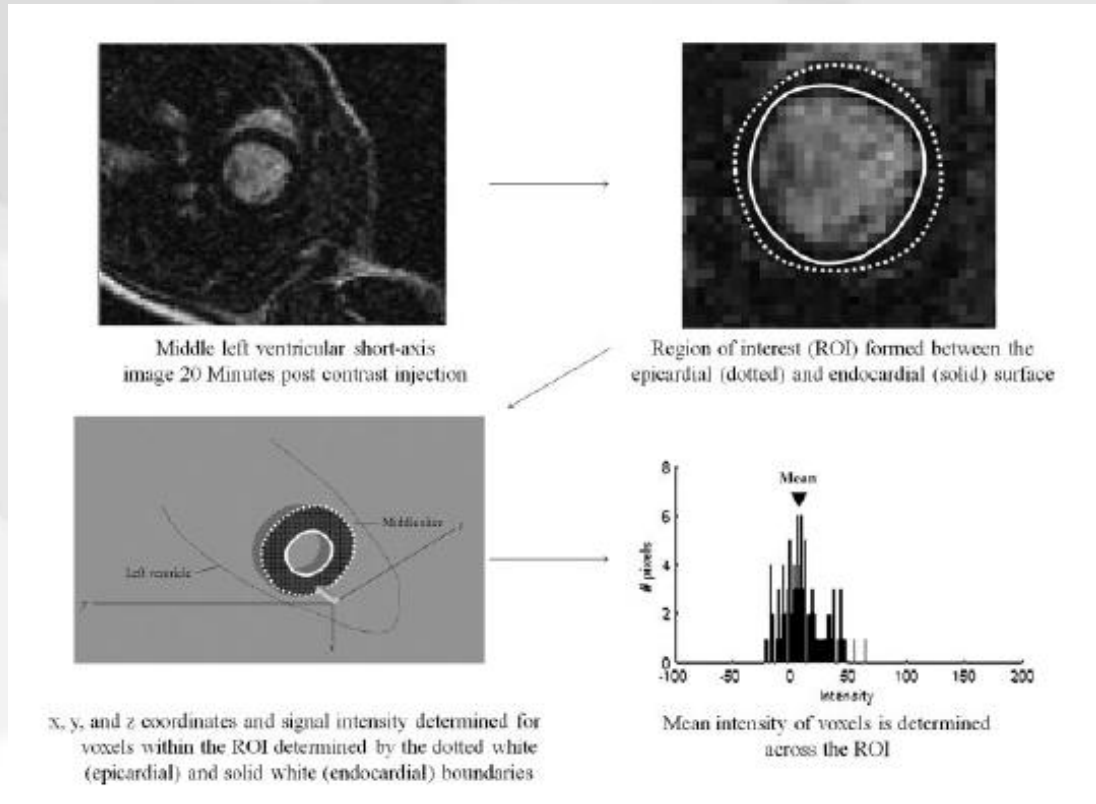 Middle left ventricular short-axis
image 20 Minutes post contrast injection
Region of interest (ROI) formed between the
epicardial (dotted) and endocardial (solid) surface
Middle slice
Left ventricle
x, y, and z coordinates and signal intensity determined for
voxels within the ROI determined by the dotted white
(epicardial) and solid white (endocardial) boundaries
Mean
8
6
4
2
0
# pixels
-100 -50 0 50 100 150 200
Intensity
Mean intensity of voxels is determined
across the ROI